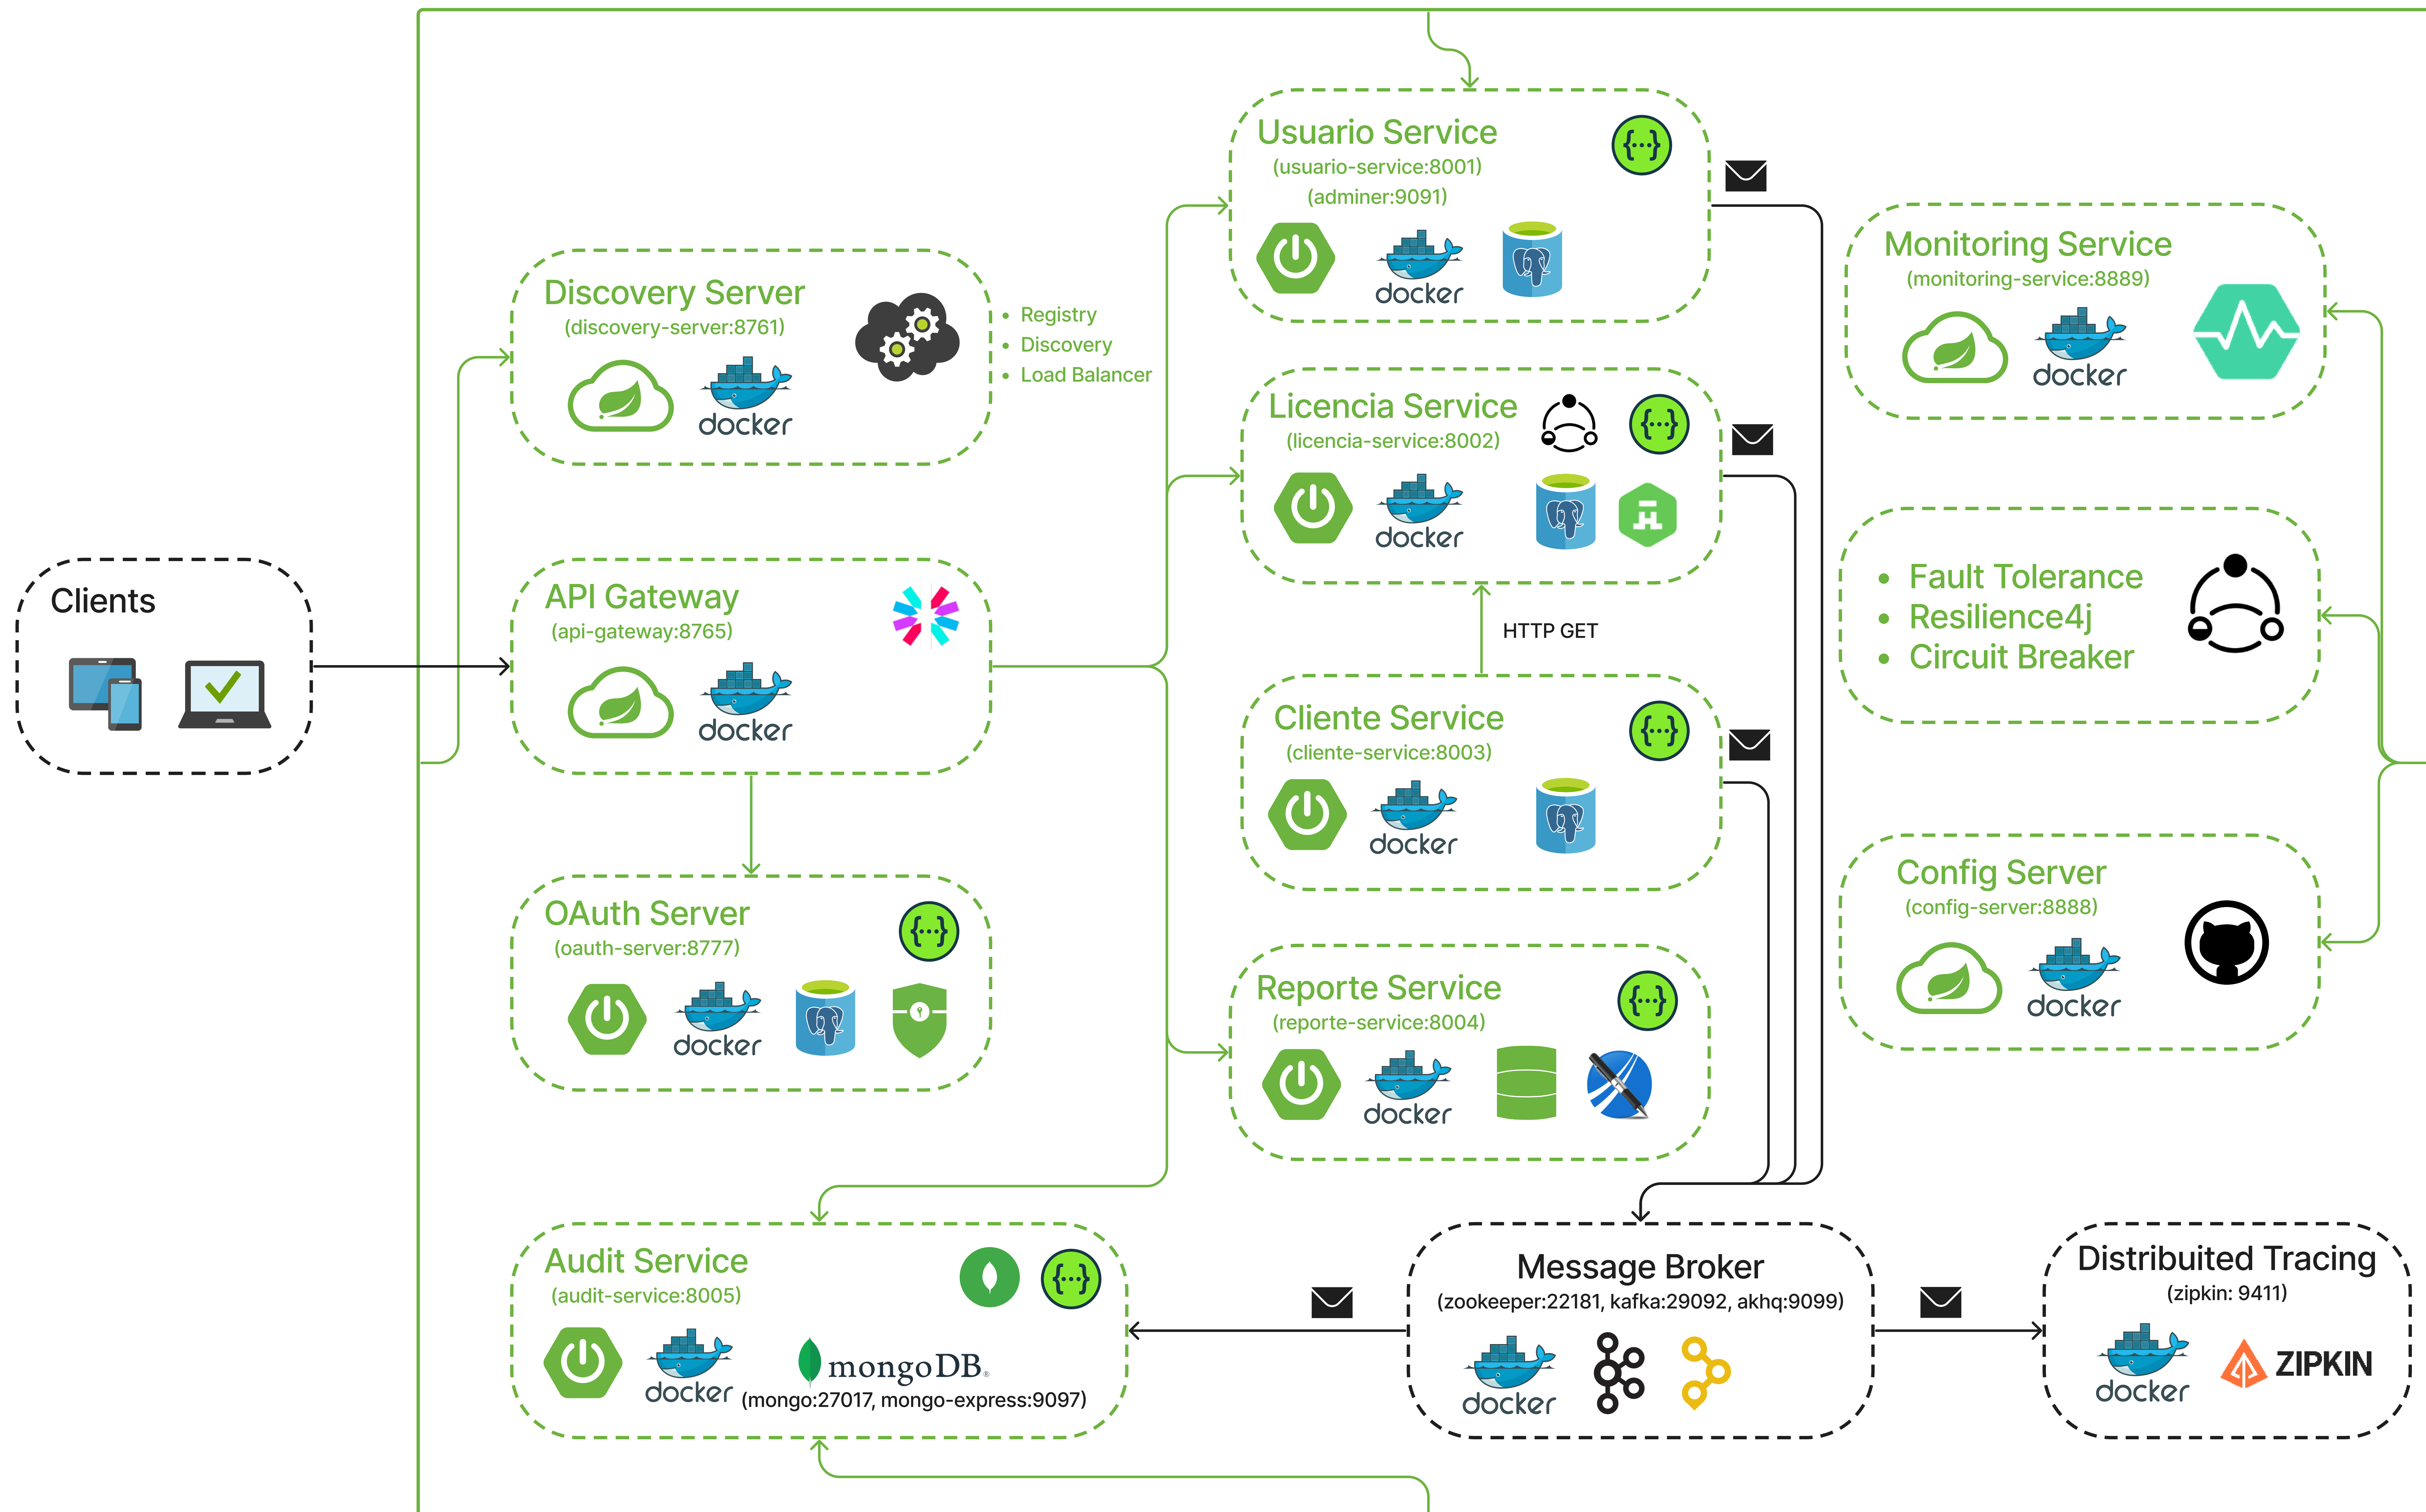 Clients
Discovery Server
(discovery-server:8761)
docker
• Registry
• Discovery
• Load Balancer
API Gateway
(api-gateway:8765)
docker
OAuth Server
(oauth-server:8777)
{···}
docker
Usuario Service
(usuario-service:8001)
(adminer:9091)
{···}
docker
Licencia Service
(licencia-service:8002)
{···}
docker
HTTP GET
Cliente Service
(cliente-service:8003)
{···}
docker
Reporte Service
(reporte-service:8004)
{···}
docker
Monitoring Service
(monitoring-service:8889)
docker
• Fault Tolerance
• Resilience4j
• Circuit Breaker
Config Server
(config-server:8888)
docker
Audit Service
(audit-service:8005)
{···}
docker
mongoDB®
(mongo:27017, mongo-express:9097)
Message Broker
(zookeeper:22181, kafka:29092, akhq:9099)
docker
Distribuited Tracing
(zipkin: 9411)
docker
ZIPKIN